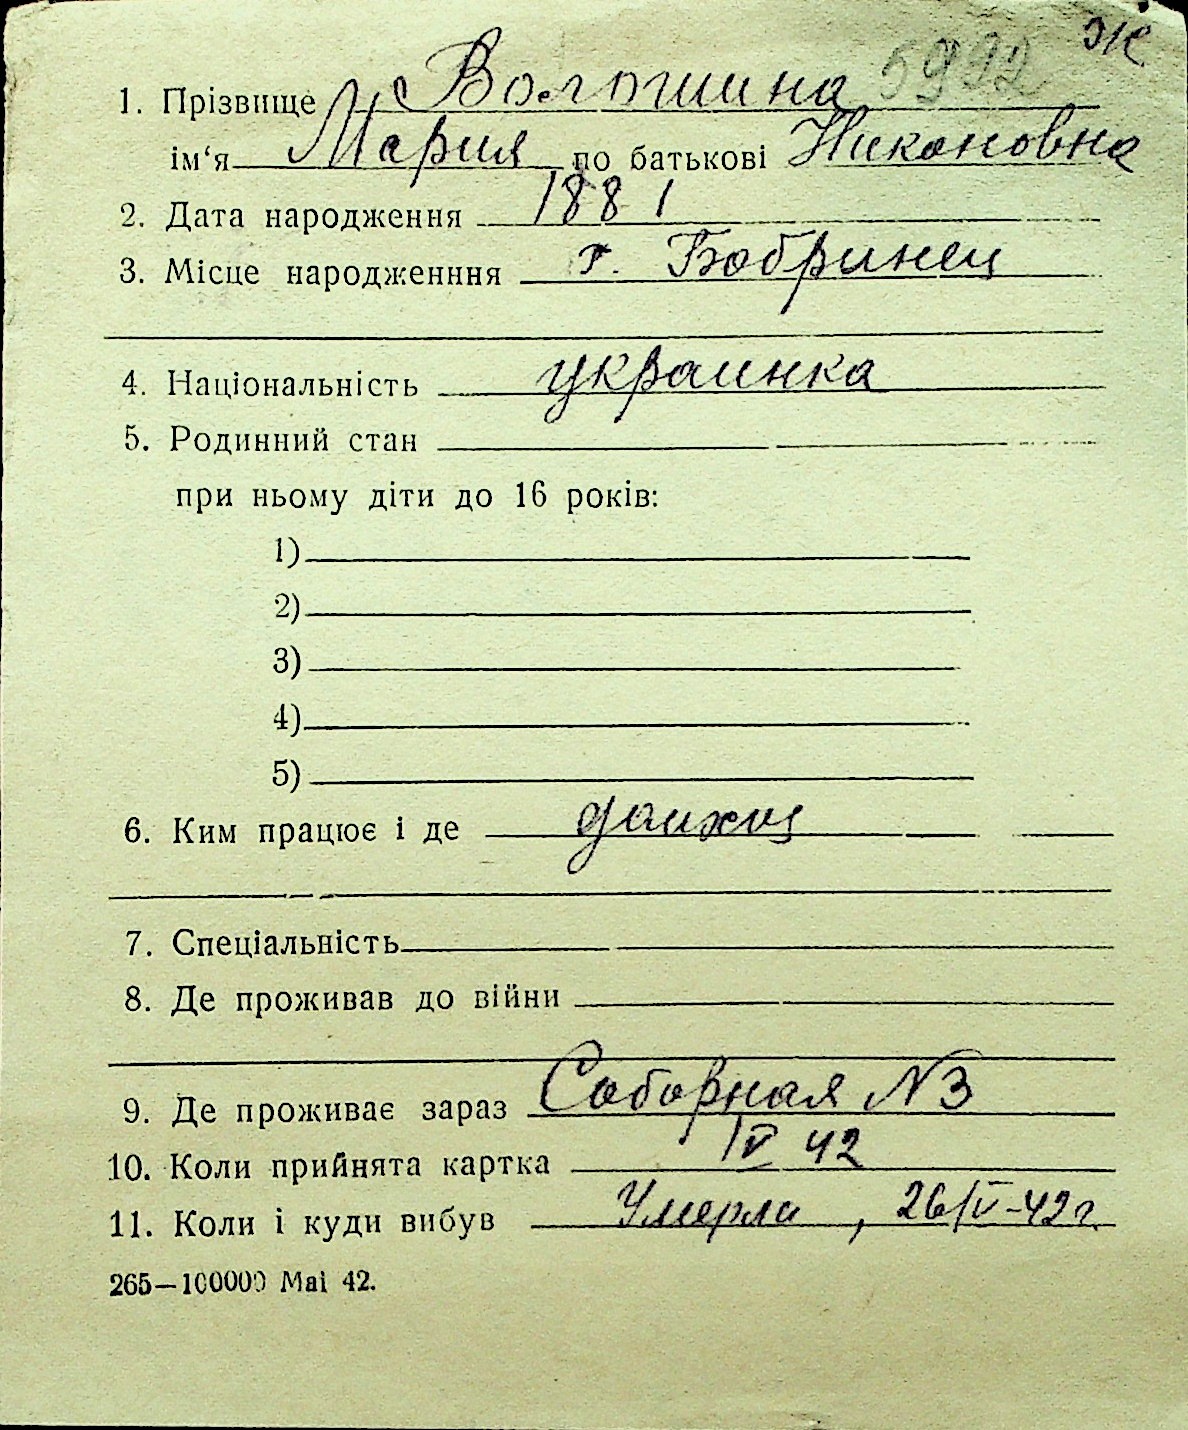 Ж
5992
1. Прізвище Волошина
ім‘я Мария по батькові Никоновна
2. Дата народження 1881
3. Місце народженння г. Бобринец
4. Національність украинка
5. Родинний стан
при ньому діти до 16 років:
1)
2)
3)
4)
5)
6. Ким працює і де домхоз
7. Спеціальність
8. Де проживав до війни
9. Де проживає зараз Соборная №3
10. Коли прийнята картка IV 42
11. Коли і куди вибув Умерла, 26/V-42 г.
265—100000 Mai 42.